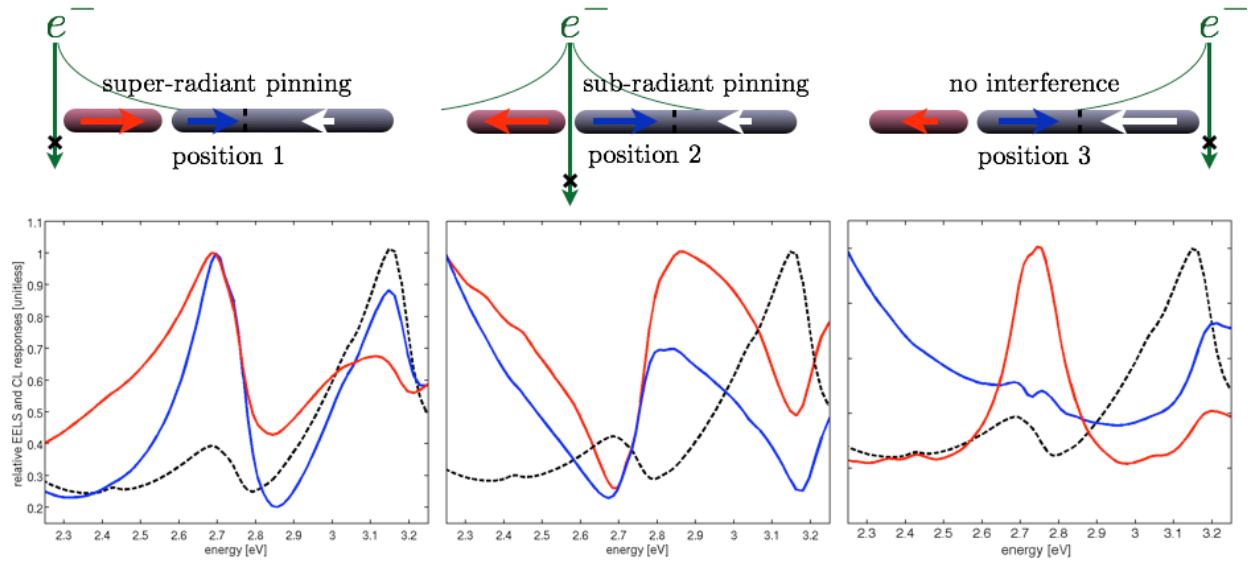 e⁻
e⁻
e⁻
super-radiant pinning
sub-radiant pinning
no interference
position 1
position 2
position 3
relative EELS and CL responses [unitless]
1.1
1
0.9
0.8
0.7
0.6
0.5
0.4
0.3
0.2
2.3 2.4 2.5 2.6 2.7 2.8 2.9 3 3.1 3.2
energy [eV]
2.3 2.4 2.5 2.6 2.7 2.8 2.9 3 3.1 3.2
energy [eV]
2.3 2.4 2.5 2.6 2.7 2.8 2.9 3 3.1 3.2
energy [eV]